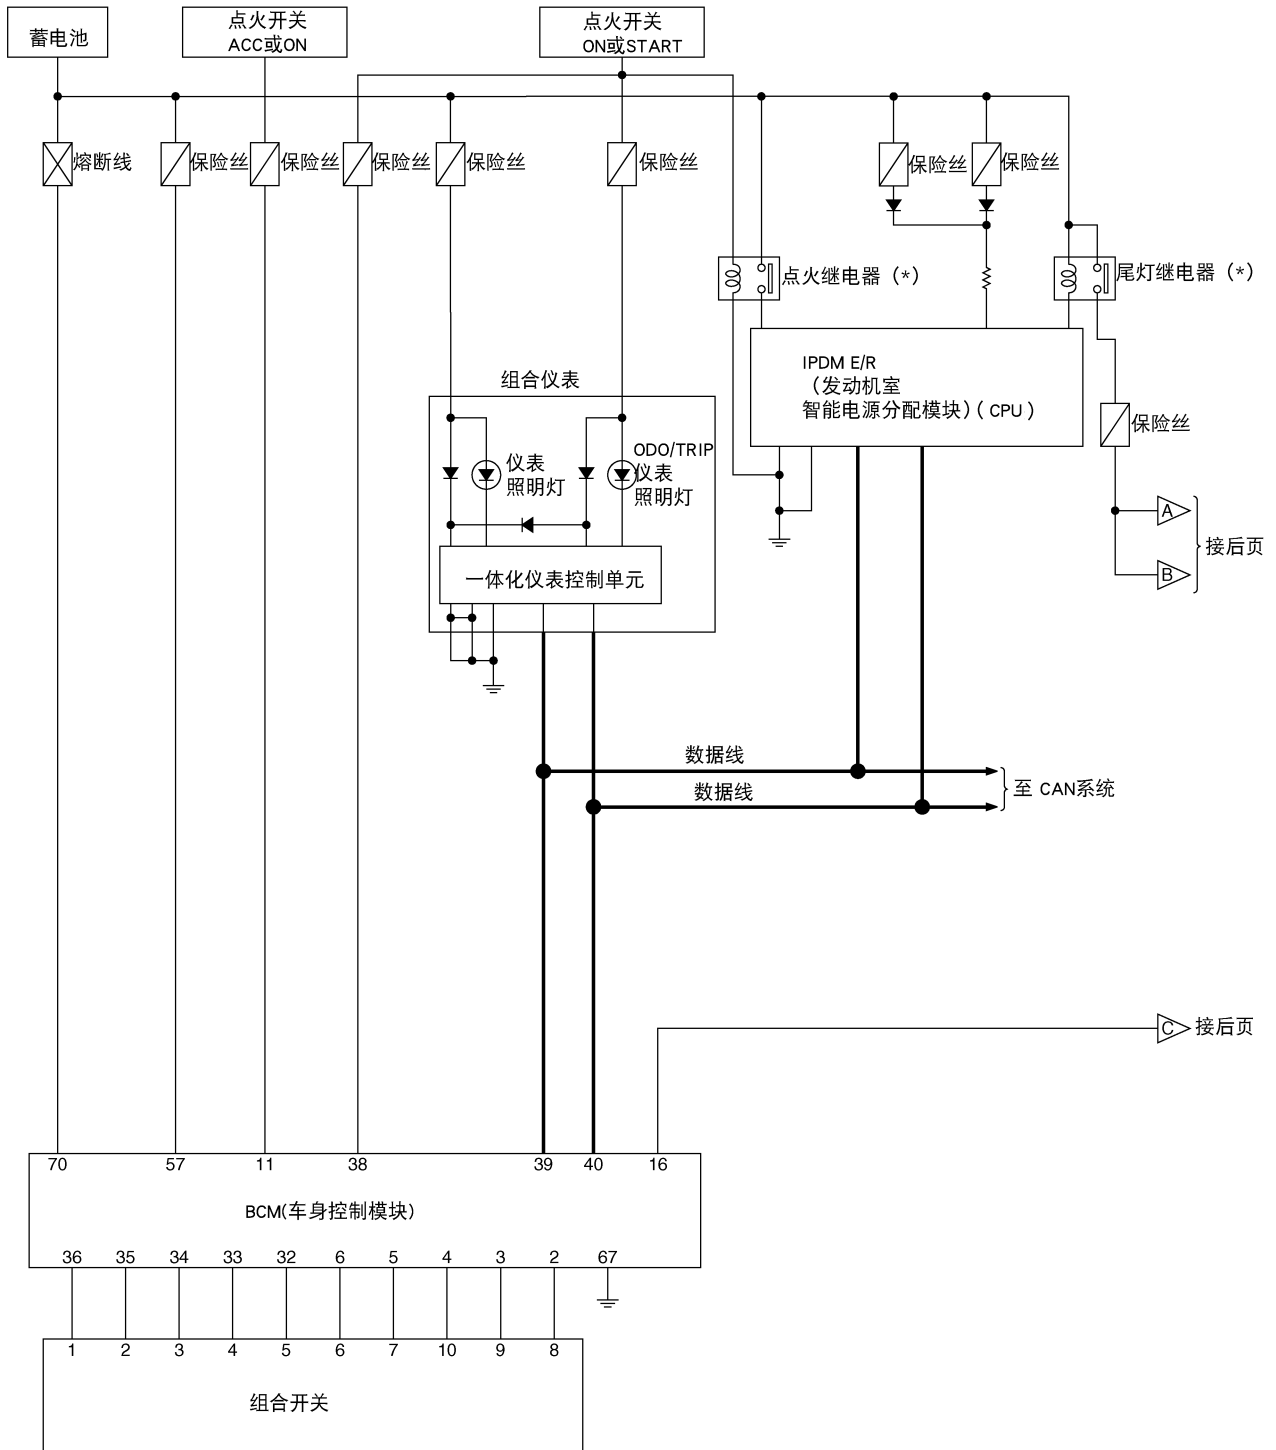 蓄电池
点火开关
ACC或ON
点火开关
ON或START
熔断线
保险丝
保险丝
保险丝
保险丝
保险丝
保险丝
保险丝
点火继电器（*）
尾灯继电器（*）
IPDM E/R
（发动机室
智能电源分配模块）（CPU）
保险丝
组合仪表
仪表
照明灯
ODO/TRIP
仪表
照明灯
一体化仪表控制单元
A
B
接后页
数据线
数据线
至 CAN系统
C
接后页
70 57 11 38 39 40 16
BCM(车身控制模块)
36 35 34 33 32 6 5 4 3 2 67
1 2 3 4 5 6 7 10 9 8
组合开关